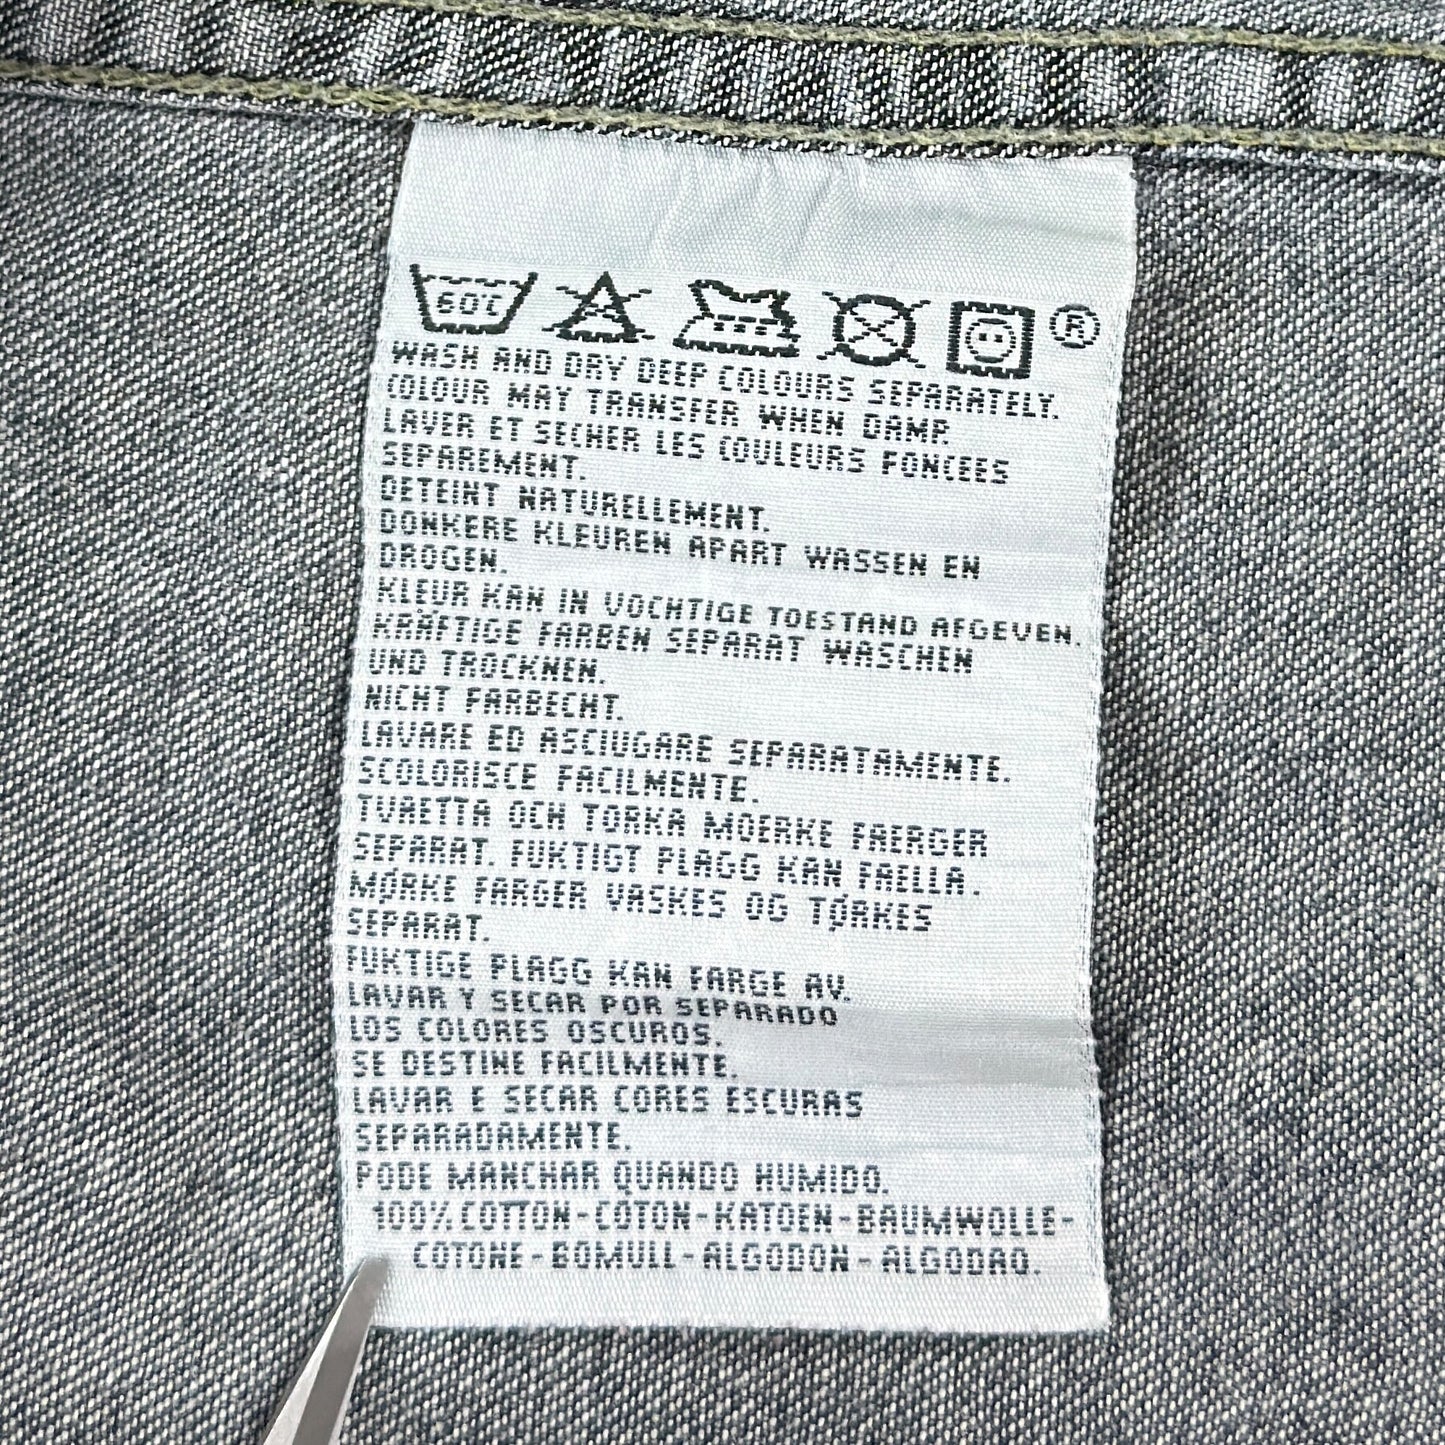 60°C
®
WASH AND DRY DEEP COLOURS SEPARATELY.
COLOUR MAY TRANSFER WHEN DAMP.
LAVER ET SECHER LES COULEURS FONCEES
SEPAREMENT.
DETEINT NATURELLEMENT.
DONKERE KLEUREN APART WASSEN EN
DROGEN.
KLEUR KAN IN VOCHTIGE TOESTAND AFGEVEN.
KRÄFTIGE FARBEN SEPARAT WASCHEN
UND TROCKNEN.
NICHT FARBECHT.
LAVARE ED ASCIUGARE SEPARATAMENTE.
SCOLORISCE FACILMENTE.
TVAETTA OCH TORKA MOERKE FAERGER
SEPARAT. FUKTIGT PLAGG KAN FAELLA.
MØRKE FARGER VASKES OG TØRKES
SEPARAT.
FUKTIGE PLAGG KAN FARGE AV.
LAVAR Y SECAR POR SEPARADO
LOS COLORES OSCUROS.
SE DESTINE FACILMENTE.
LAVAR E SECAR CORES ESCURAS
SEPARADAMENTE.
PODE MANCHAR QUANDO HUMIDO.
100% COTTON-COTON-KATOEN-BAUMWOLLE-
COTONE-BOMULL-ALGODON-ALGODAO.